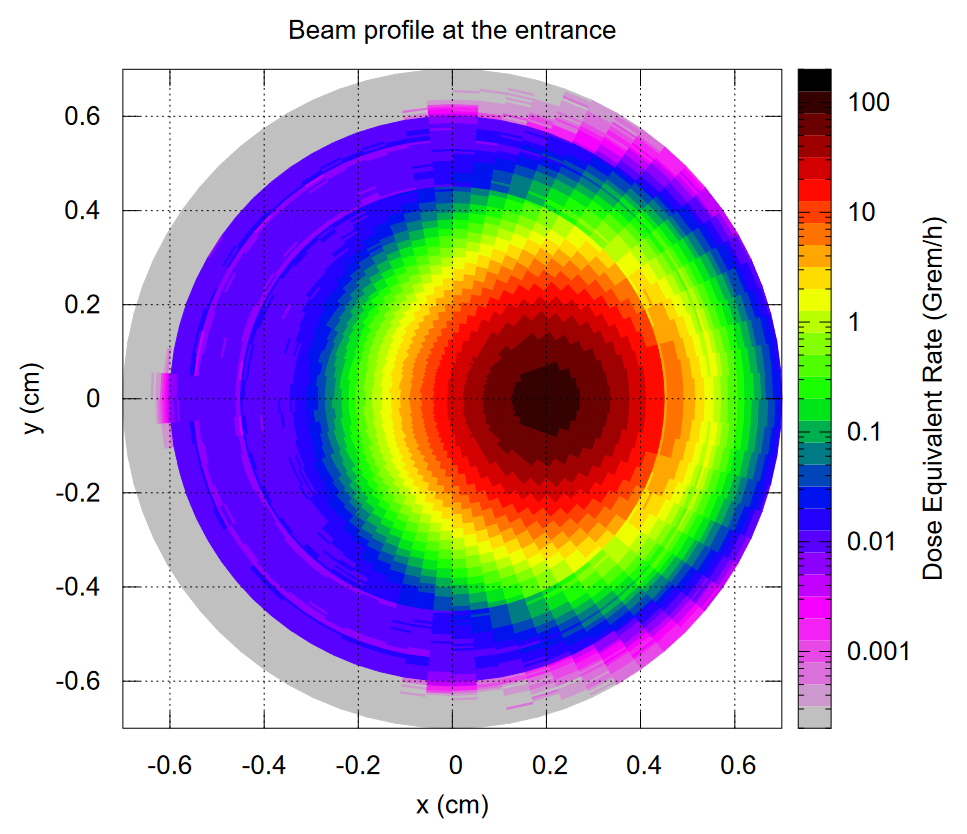 Beam profile at the entrance
0.6
0.4
0.2
0
-0.2
-0.4
-0.6
y (cm)
-0.6 -0.4 -0.2 0 0.2 0.4 0.6
x (cm)
100
10
1
0.1
0.01
0.001
Dose Equivalent Rate (Grem/h)